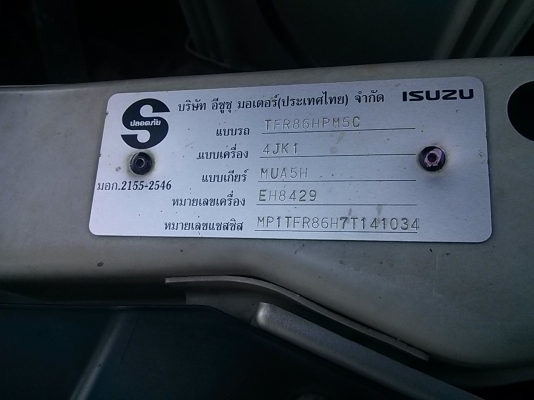 บริษัท อีซูซุ มอเตอร์(ประเทศไทย) จำกัด ISUZU
S
ปลอดภัย
แบบรถ TFR86HPM5C
แบบเครื่อง 4JK1
แบบเกียร์ MUA5H
มอก.2155-2546
หมายเลขเครื่อง EH8429
หมายเลขแชสซิส MP1TFR86H7T141034